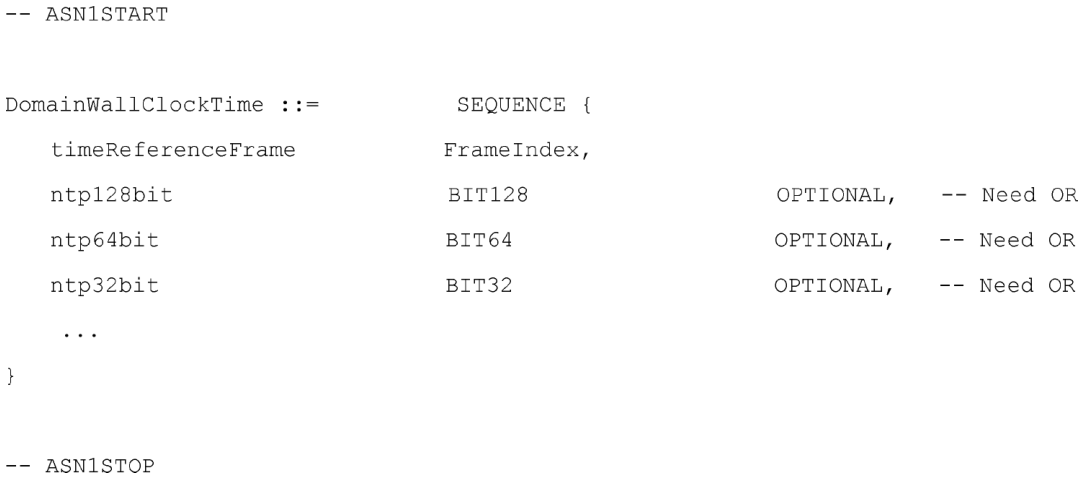 -- ASN1START
DomainWallClockTime ::= SEQUENCE {
timeReferenceFrame FrameIndex,
ntp128bit BIT128 OPTIONAL, -- Need OR
ntp64bit BIT64 OPTIONAL, -- Need OR
ntp32bit BIT32 OPTIONAL, -- Need OR
...
}
-- ASN1STOP